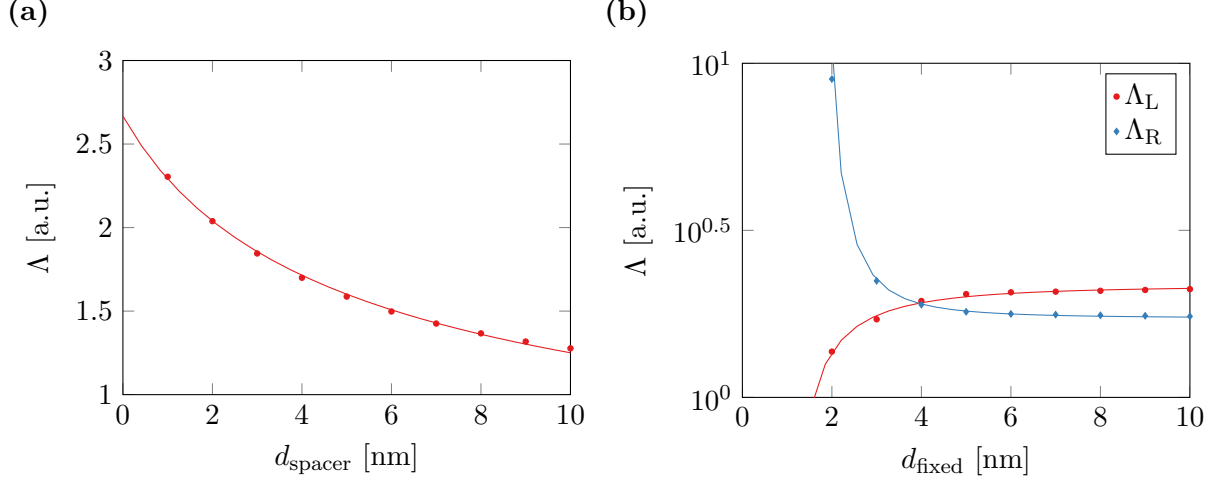 (a)
3
2.5
2
1.5
1
Λ [a.u.]
0 2 4 6 8 10
d_spacer [nm]
(b)
10^1
10^0.5
10^0
Λ [a.u.]
Λ_L
Λ_R
0 2 4 6 8 10
d_fixed [nm]